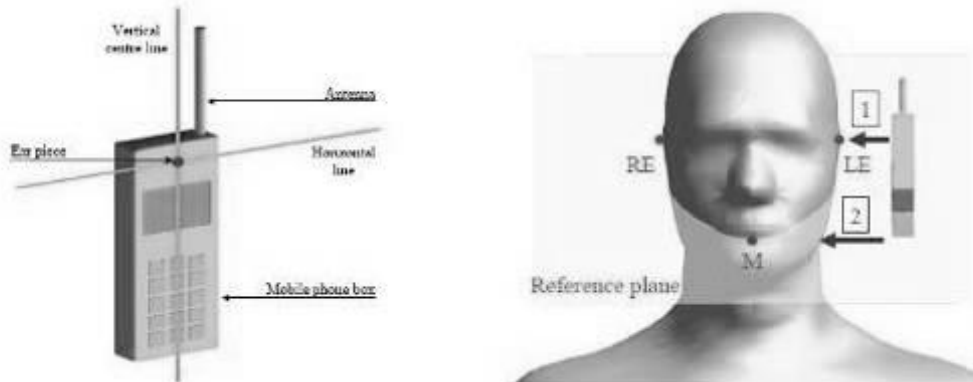 Vertical
centre line
Antenna
Ear piece
Horizontal
line
Mobile phone box
1
RE
LE
2
M
Reference plane